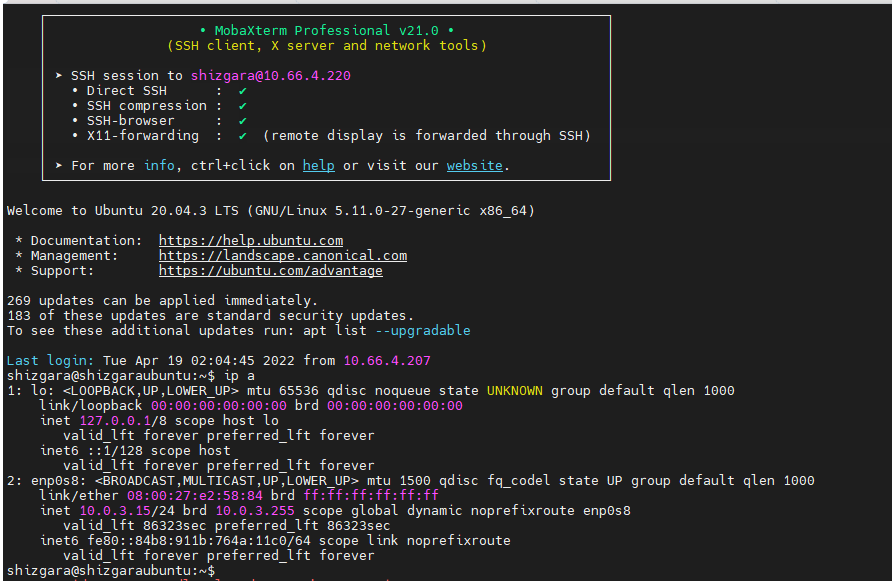 • MobaXterm Professional v21.0 •
(SSH client, X server and network tools)
➤ SSH session to shizgara@10.66.4.220
• Direct SSH : ✔
• SSH compression : ✔
• SSH-browser : ✔
• X11-forwarding : ✔ (remote display is forwarded through SSH)
➤ For more info, ctrl+click on help or visit our website.
Welcome to Ubuntu 20.04.3 LTS (GNU/Linux 5.11.0-27-generic x86_64)
* Documentation: https://help.ubuntu.com
* Management: https://landscape.canonical.com
* Support: https://ubuntu.com/advantage
269 updates can be applied immediately.
183 of these updates are standard security updates.
To see these additional updates run: apt list --upgradable
Last login: Tue Apr 19 02:04:45 2022 from 10.66.4.207
shizgara@shizgaraubuntu:~$ ip a
1: lo: <LOOPBACK,UP,LOWER_UP> mtu 65536 qdisc noqueue state UNKNOWN group default qlen 1000
link/loopback 00:00:00:00:00:00 brd 00:00:00:00:00:00
inet 127.0.0.1/8 scope host lo
valid_lft forever preferred_lft forever
inet6 ::1/128 scope host
valid_lft forever preferred_lft forever
2: enp0s8: <BROADCAST,MULTICAST,UP,LOWER_UP> mtu 1500 qdisc fq_codel state UP group default qlen 1000
link/ether 08:00:27:e2:58:84 brd ff:ff:ff:ff:ff:ff
inet 10.0.3.15/24 brd 10.0.3.255 scope global dynamic noprefixroute enp0s8
valid_lft 86323sec preferred_lft 86323sec
inet6 fe80::84b8:911b:764a:11c0/64 scope link noprefixroute
valid_lft forever preferred_lft forever
shizgara@shizgaraubuntu:~$